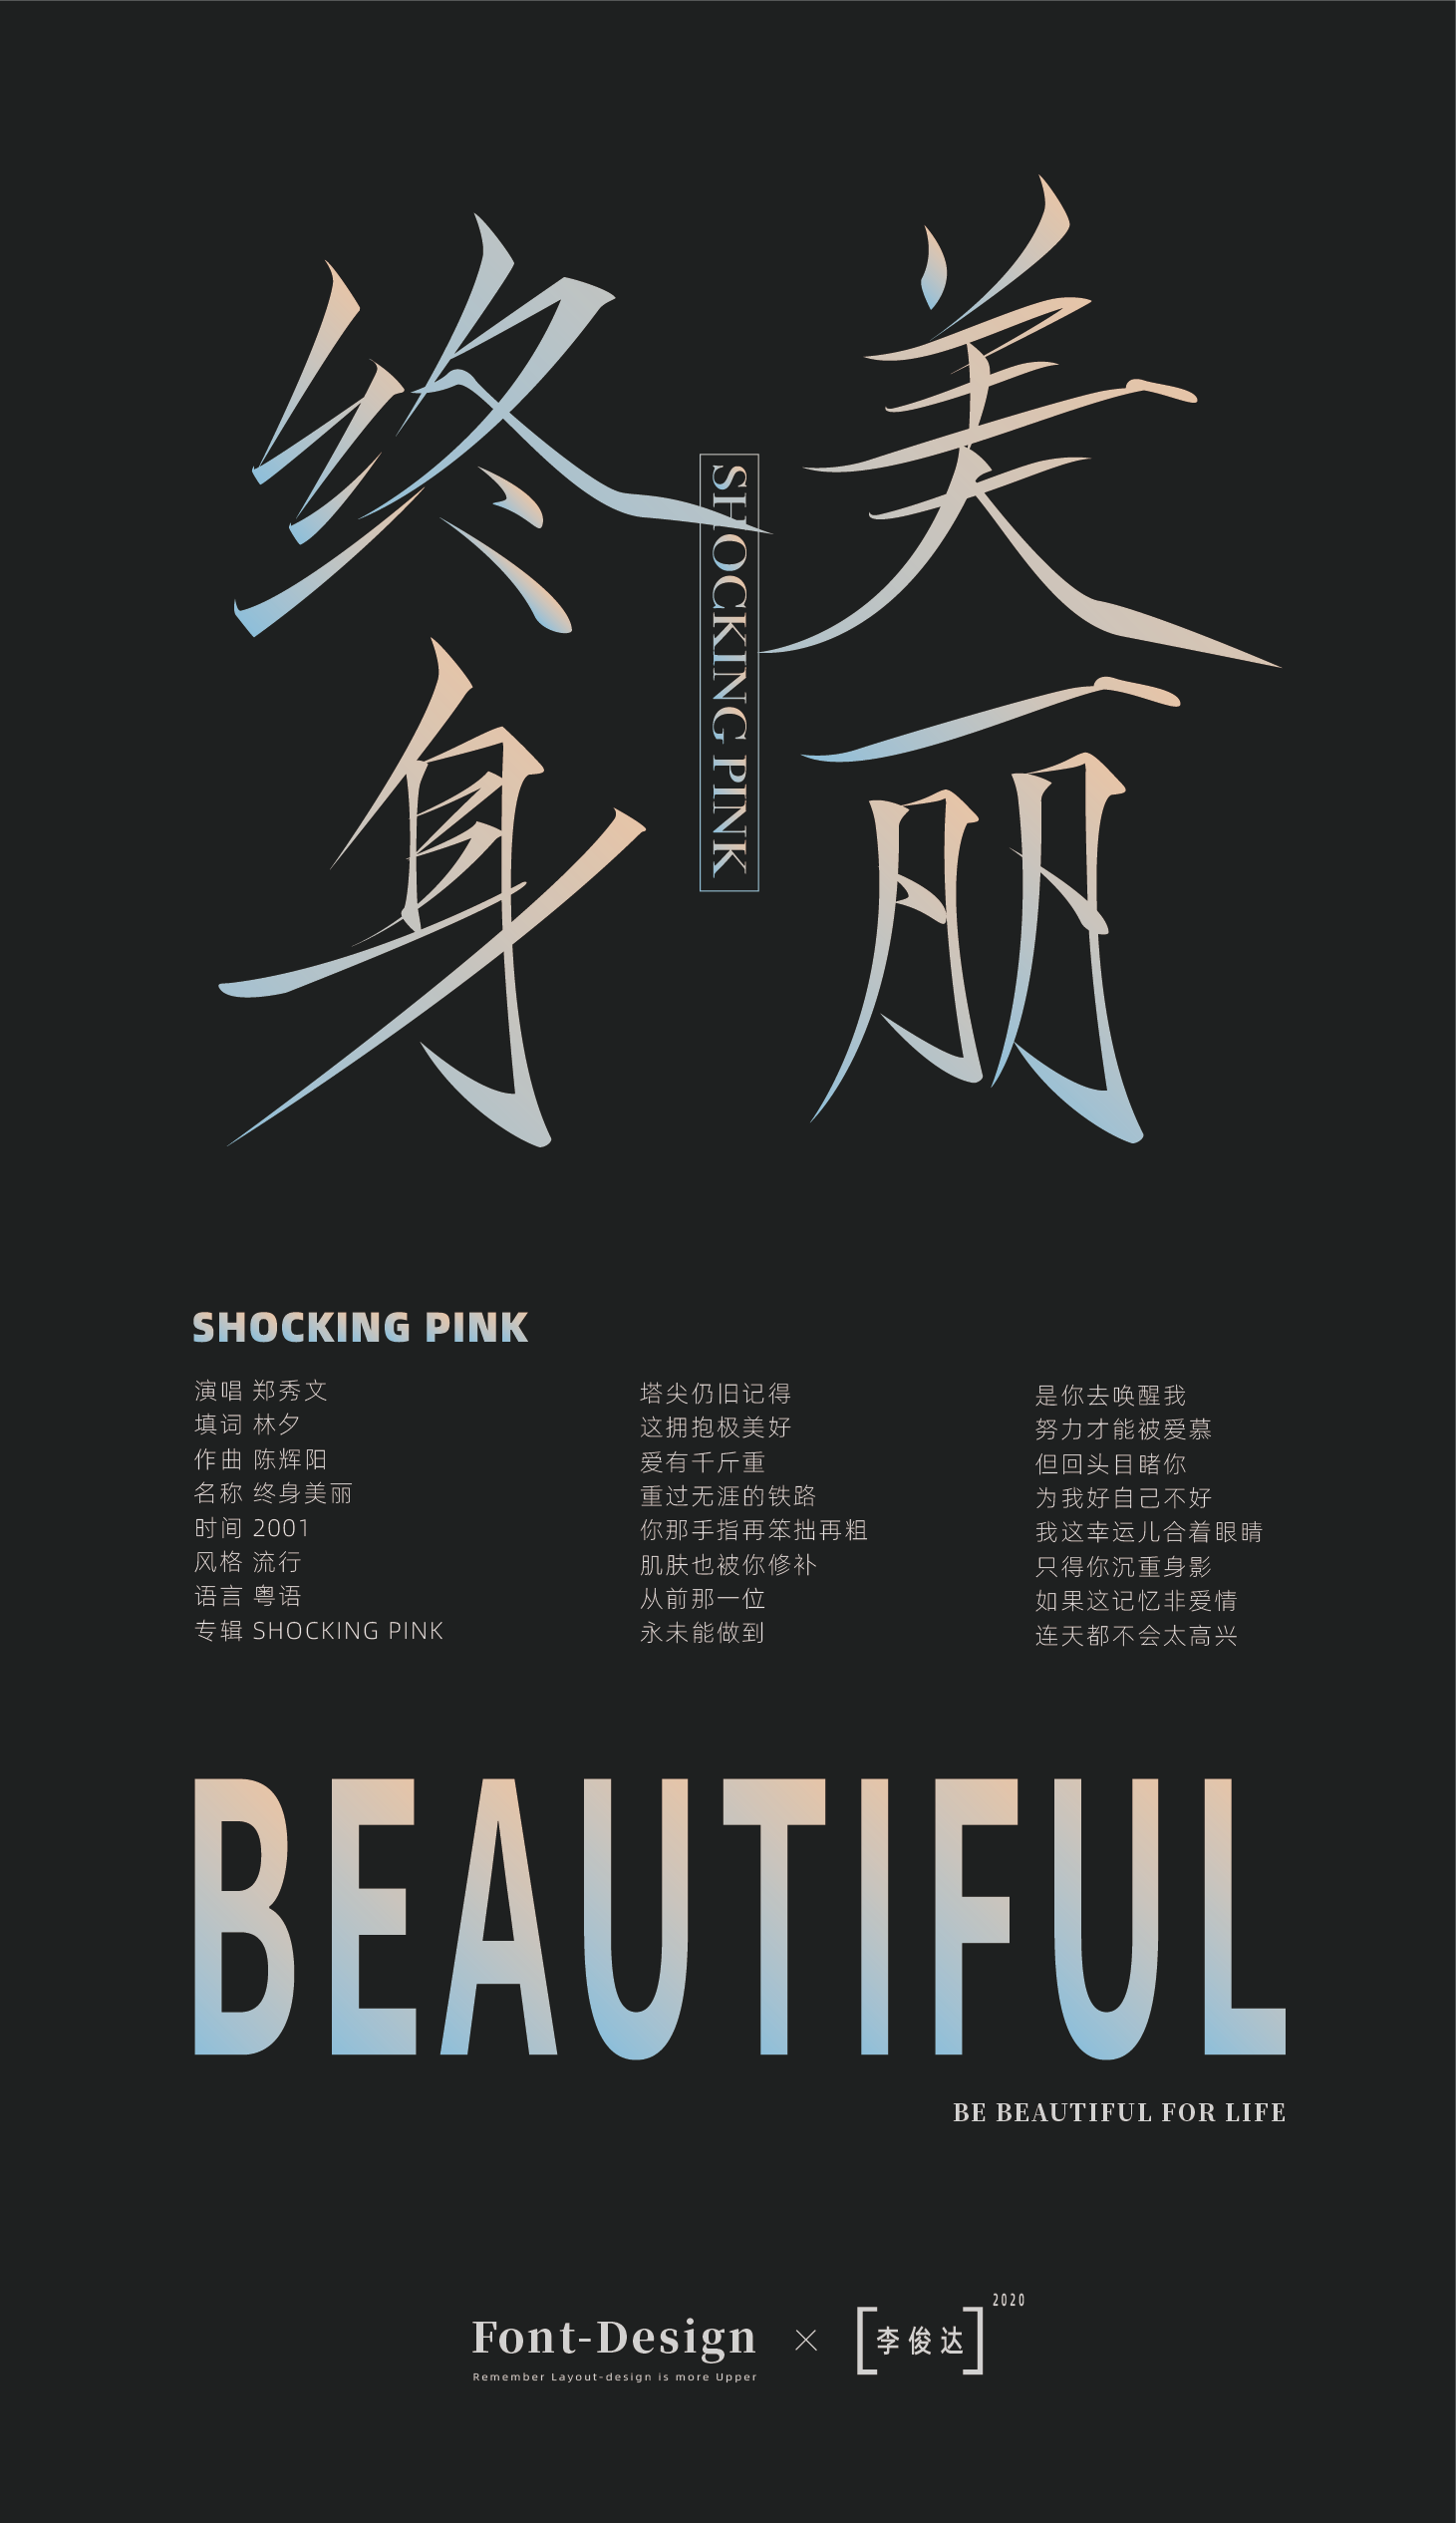 终身
美丽
SHOCKING PINK
SHOCKING PINK
演唱 郑秀文
填词 林夕
作曲 陈辉阳
名称 终身美丽
时间 2001
风格 流行
语言 粤语
专辑 SHOCKING PINK
塔尖仍旧记得
这拥抱极美好
爱有千斤重
重过无涯的铁路
你那手指再笨拙再粗
肌肤也被你修补
从前那一位
永未能做到
是你去唤醒我
努力才能被爱慕
但回头目睹你
为我好自己不好
我这幸运儿合着眼睛
只得你沉重身影
如果这记忆非爱情
连天都不会太高兴
BEAUTIFUL
BE BEAUTIFUL FOR LIFE
Font-Design × [李俊达] 2020
Remember Layout-design is more Upper